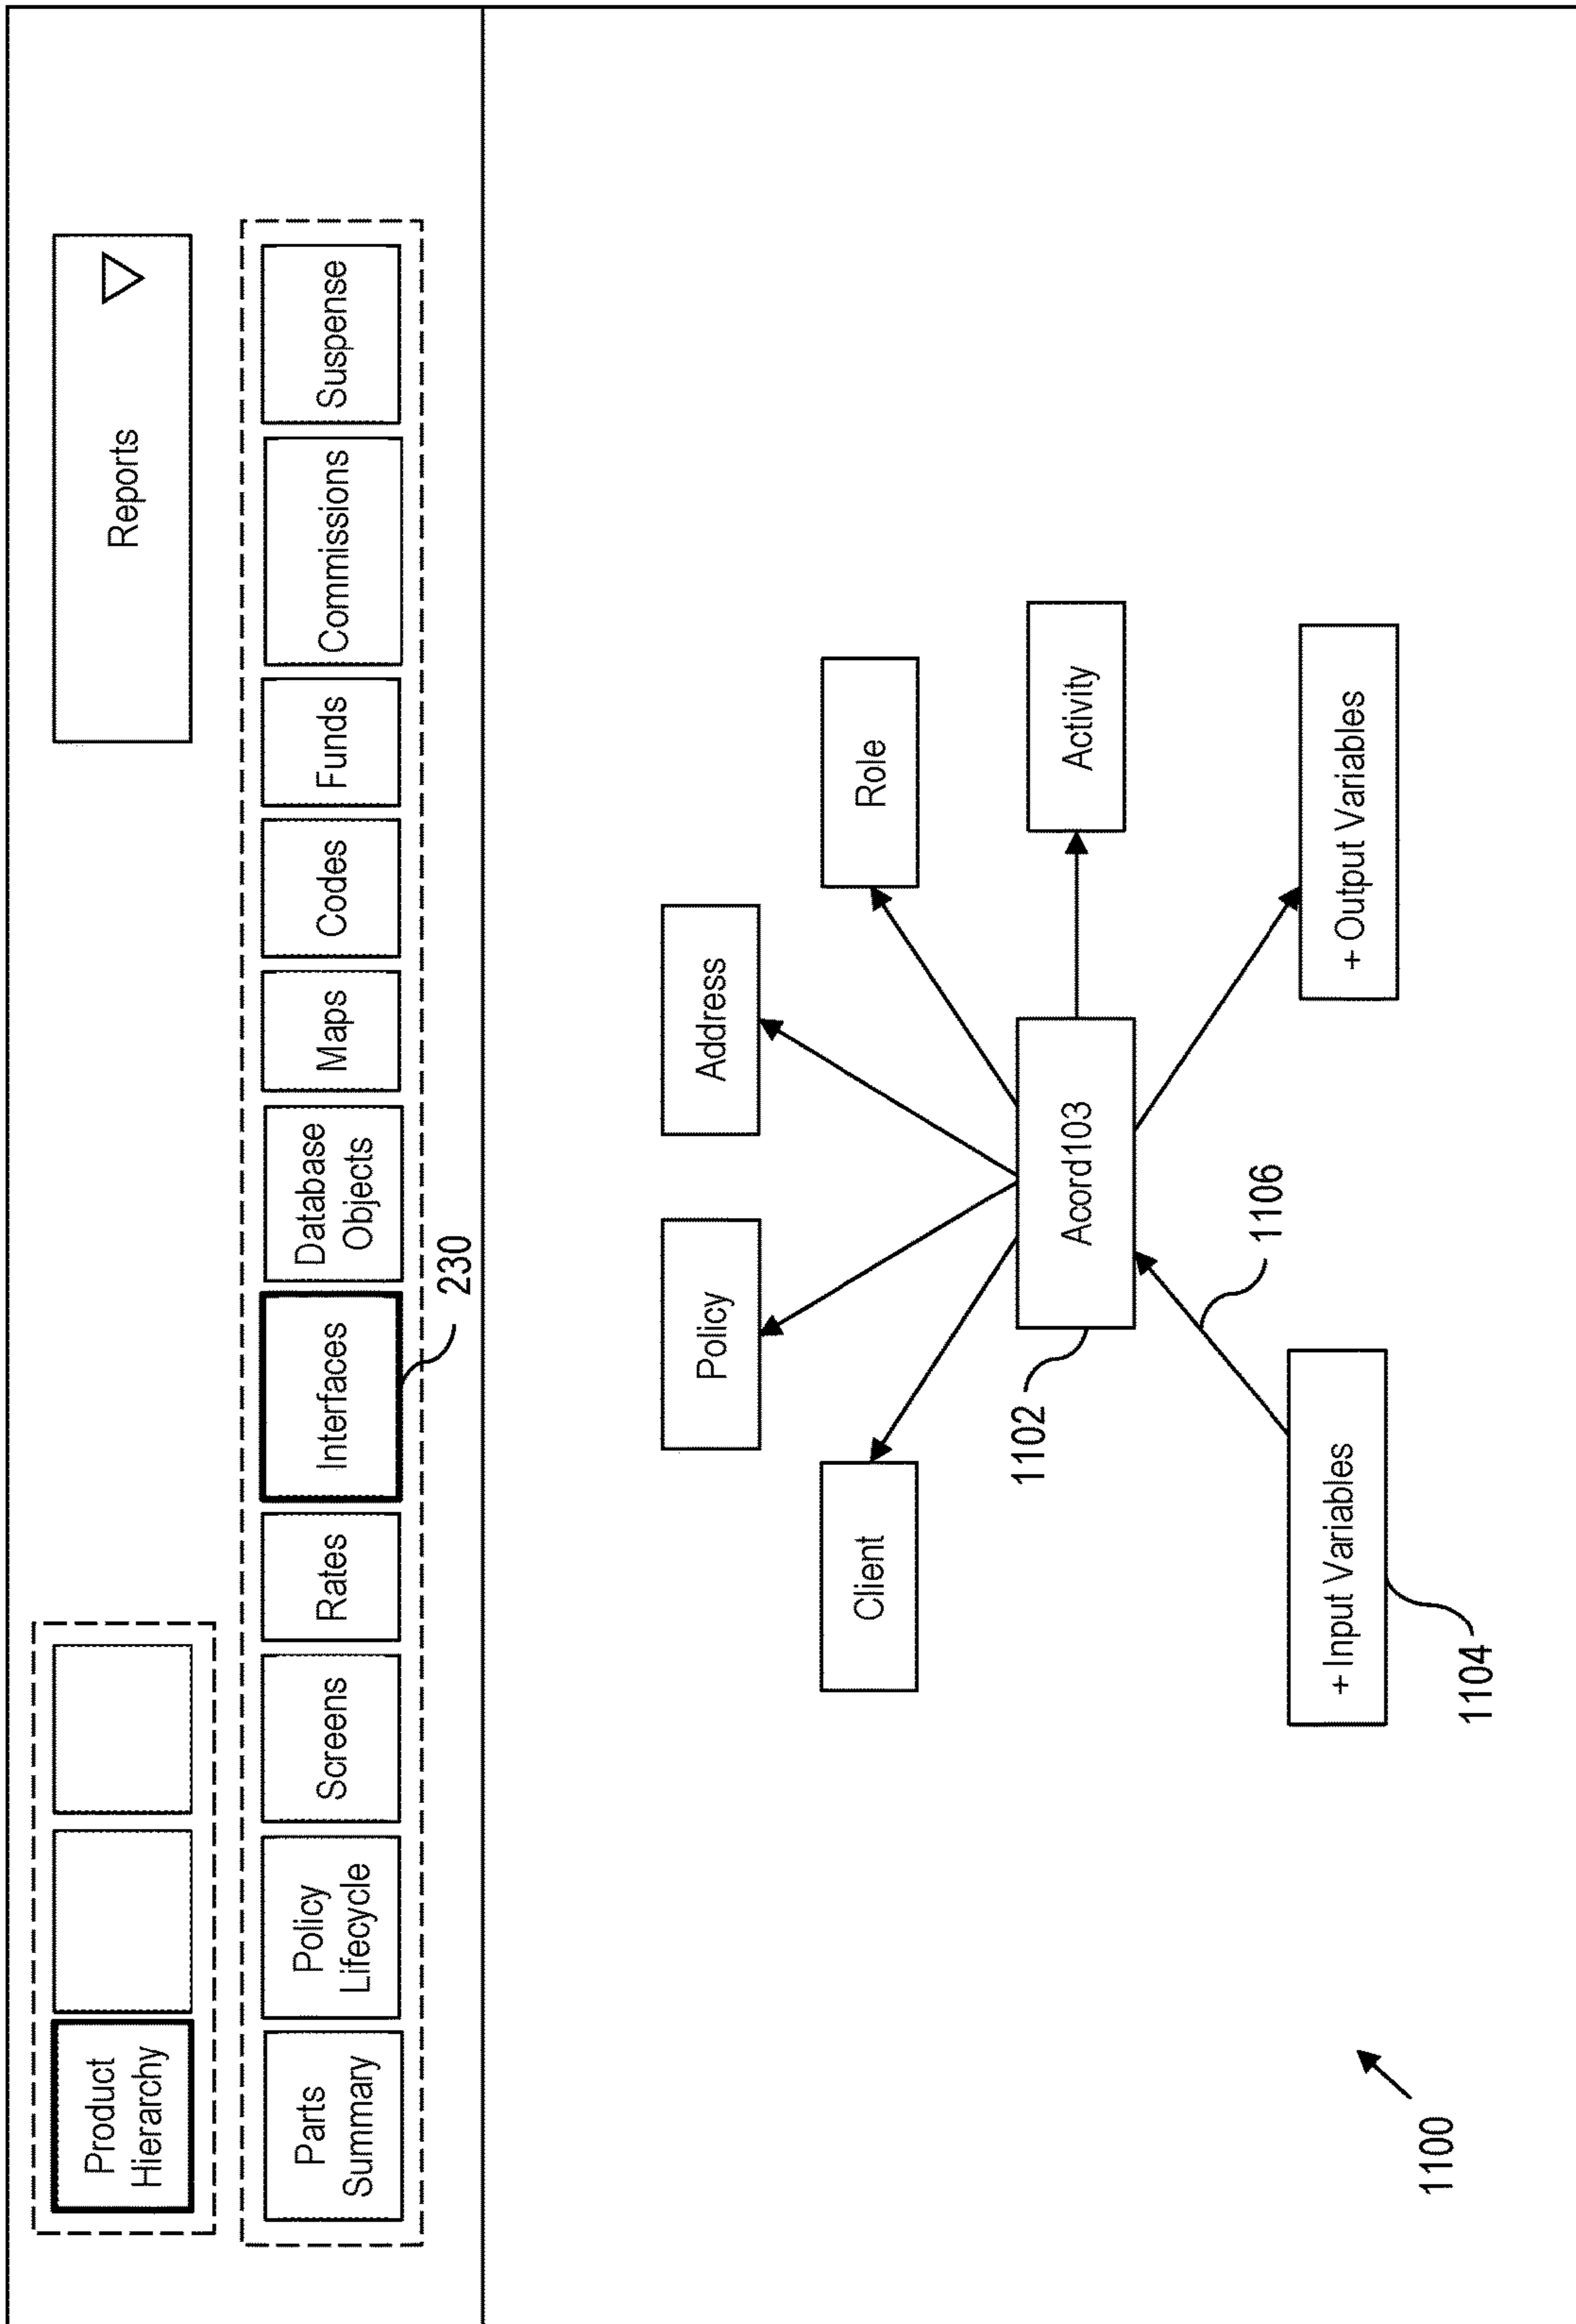 Product
Hierarchy
Reports
Parts
Summary
Policy
Lifecycle
Screens
Rates
Interfaces
Database
Objects
Maps
Codes
Funds
Commissions
Suspense
230
Policy
Address
Client
Role
1102
Acord103
Activity
1106
+ Input Variables
+ Output Variables
1104
1100